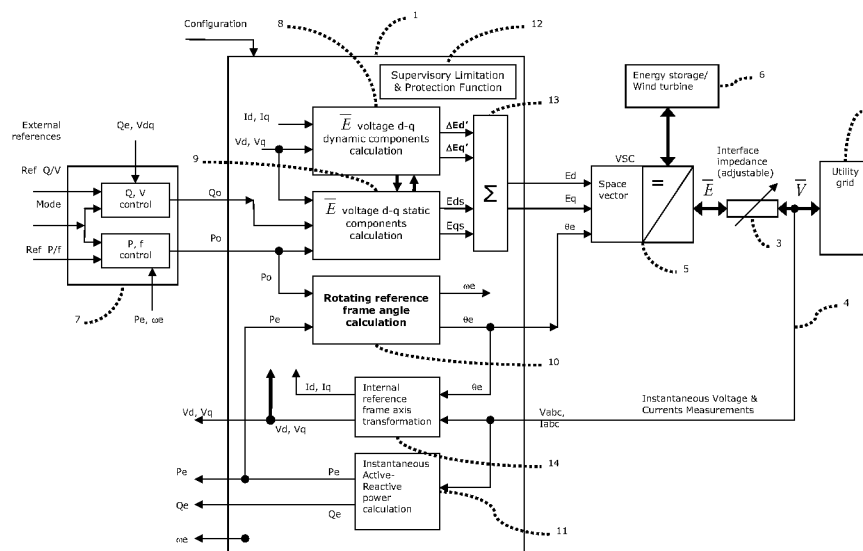 Configuration
8
1
12
Supervisory Limitation
& Protection Function
13
Energy storage/
Wind turbine
6
External
references
Qe, Vdq
Id, Iq
Vd, Vq
E voltage d-q
dynamic components
calculation
ΔEd'
ΔEq'
9
Ref Q/V
Mode
Ref P/f
Q, V
control
P, f
control
Qo
Po
E voltage d-q static
components
calculation
Eds
Eqs
Σ
Ed
Eq
θe
VSC
Space
vector
=
E
Interface
impedance
(adjustable)
V
Utility
grid
5
3
7
Pe, ωe
Po
Pe
Rotating reference
frame angle
calculation
ωe
θe
10
4
Id, Iq
Vd, Vq
Vd, Vq
Internal
reference
frame axis
transformation
θe
Vabc,
Iabc
Instantaneous Voltage &
Currents Measurements
14
Pe
Pe
Qe
Qe
Instantaneous
Active-
Reactive
power
calculation
11
ωe